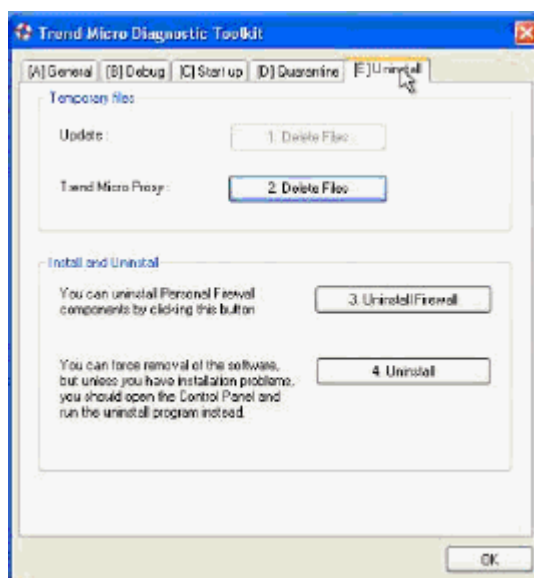 Trend Micro Diagnostic Toolkit
[A] General [B] Debug [C] Start up [D] Quarantine [E] Uninstall
Temporary files
Update: 1. Delete Files
Trend Micro Proxy: 2. Delete Files
Install and Uninstall
You can uninstall Personal Firewall
components by clicking this button
3. Uninstall Firewall
You can force removal of the software,
but unless you have installation problems,
you should open the Control Panel and
run the uninstall program instead.
4. Uninstall
OK